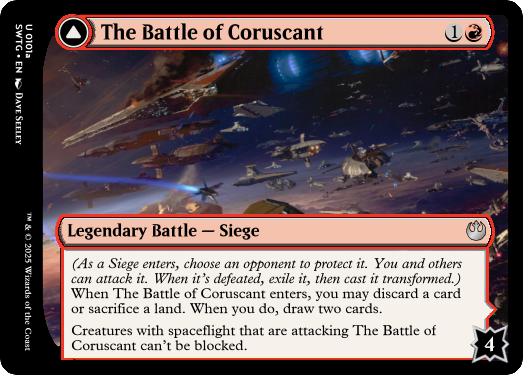 The Battle of Coruscant
1
Legendary Battle — Siege
(As a Siege enters, choose an opponent to protect it. You and others
can attack it. When it's defeated, exile it, then cast it transformed.)
When The Battle of Coruscant enters, you may discard a card
or sacrifice a land. When you do, draw two cards.
Creatures with spaceflight that are attacking The Battle of
Coruscant can't be blocked.
4
U 0101a
SWTG • EN DAVE SEELEY
™ & © 2025 Wizards of the Coast